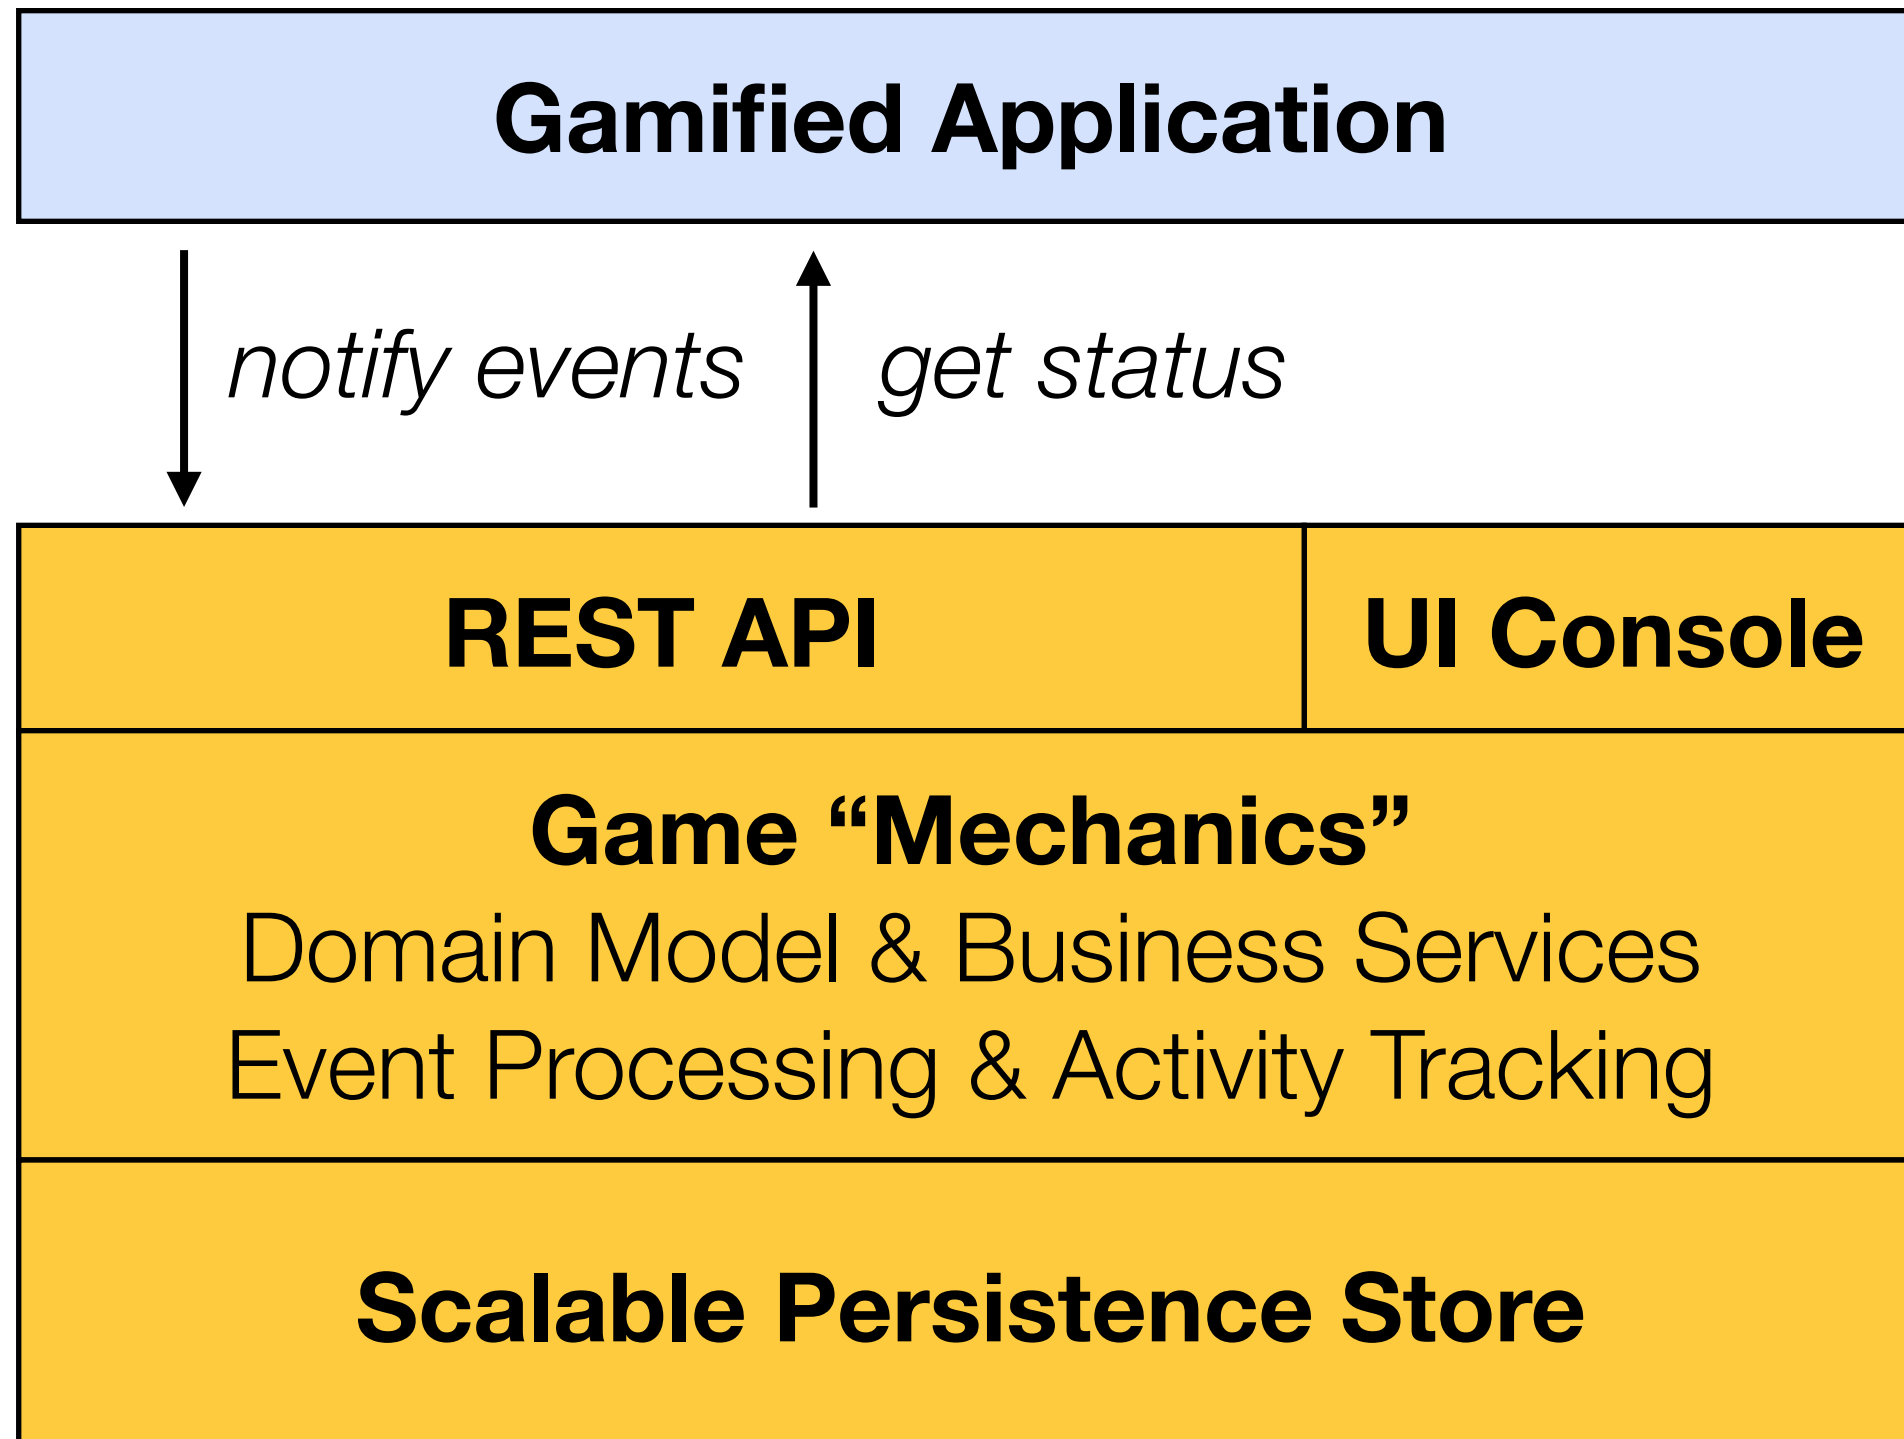 Gamified Application
notify events
get status
REST API
UI Console
Game “Mechanics”
Domain Model & Business Services
Event Processing & Activity Tracking
Scalable Persistence Store